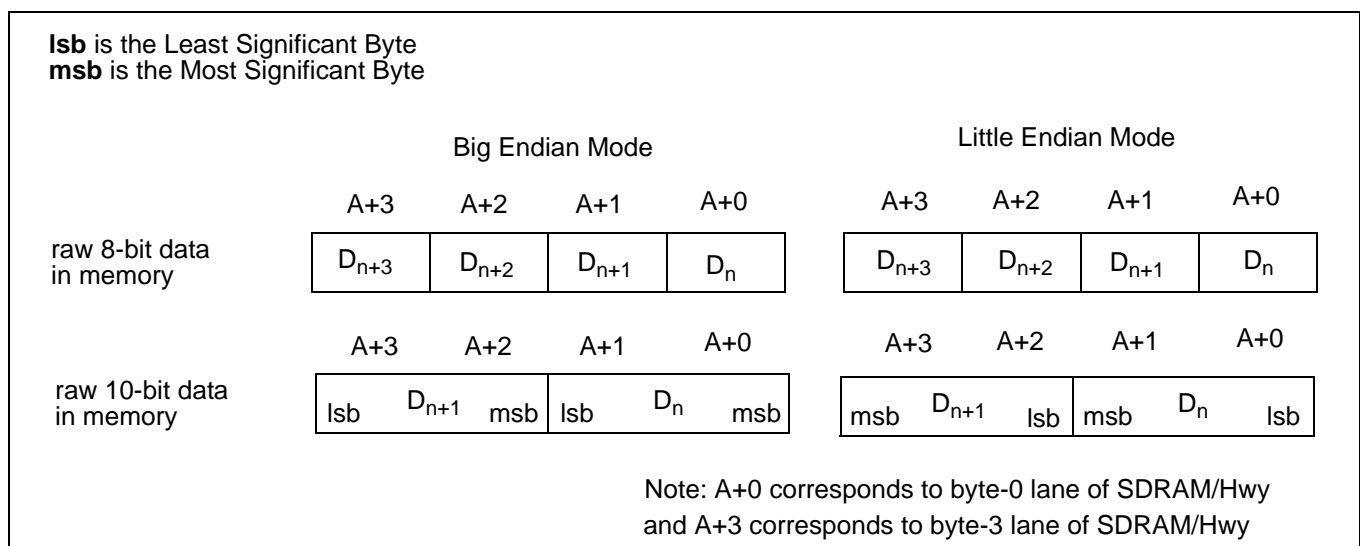 lsb is the Least Significant Byte
msb is the Most Significant Byte
Big Endian Mode Little Endian Mode
A+3 A+2 A+1 A+0 A+3 A+2 A+1 A+0
raw 8-bit data
in memory
Dn+3 Dn+2 Dn+1 Dn Dn+3 Dn+2 Dn+1 Dn
A+3 A+2 A+1 A+0 A+3 A+2 A+1 A+0
raw 10-bit data
in memory
lsb Dn+1 msb lsb Dn msb msb Dn+1 lsb msb Dn lsb
Note: A+0 corresponds to byte-0 lane of SDRAM/Hwy
and A+3 corresponds to byte-3 lane of SDRAM/Hwy